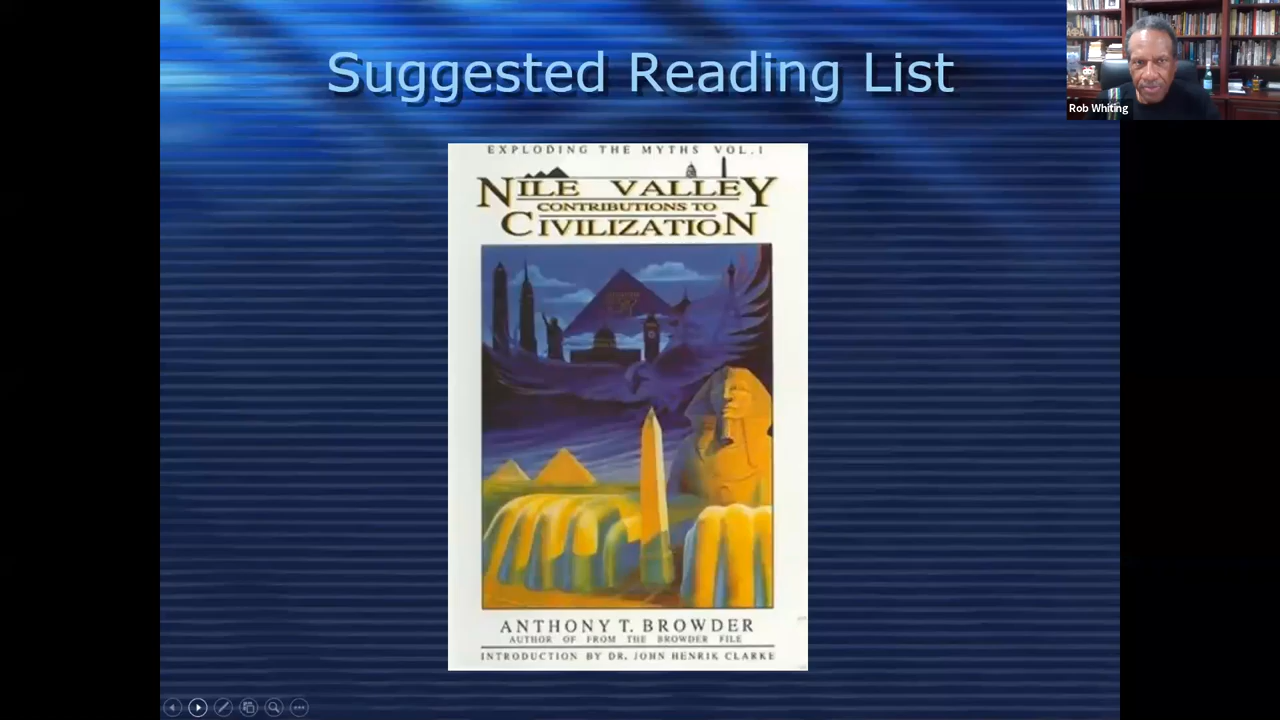 Suggested Reading List
Rob Whiting
EXPLODING THE MYTHS VOL.1
NILE VALLEY
CONTRIBUTIONS TO
CIVILIZATION
ANTHONY T. BROWDER
AUTHOR OF FROM THE BROWDER FILE
INTRODUCTION BY DR. JOHN HENRIK CLARKE